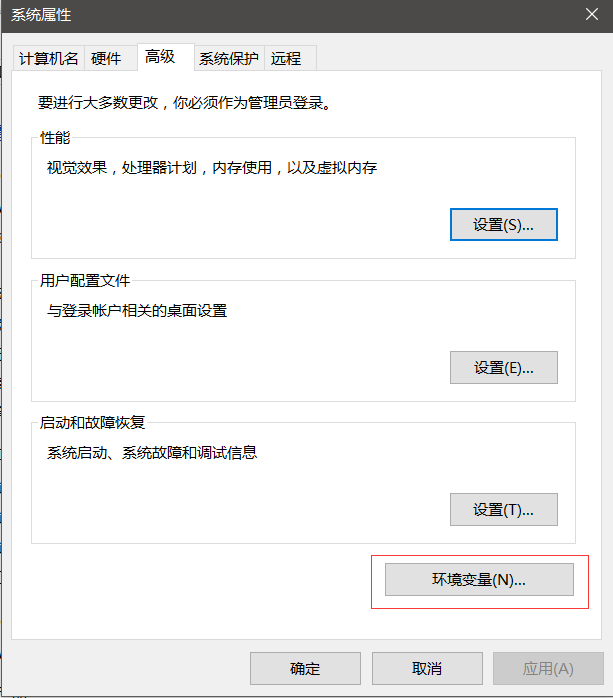 系统属性
计算机名 硬件 高级 系统保护 远程
要进行大多数更改，你必须作为管理员登录。
性能
视觉效果，处理器计划，内存使用，以及虚拟内存
设置(S)...
用户配置文件
与登录帐户相关的桌面设置
设置(E)...
启动和故障恢复
系统启动、系统故障和调试信息
设置(T)...
环境变量(N)...
确定 取消 应用(A)